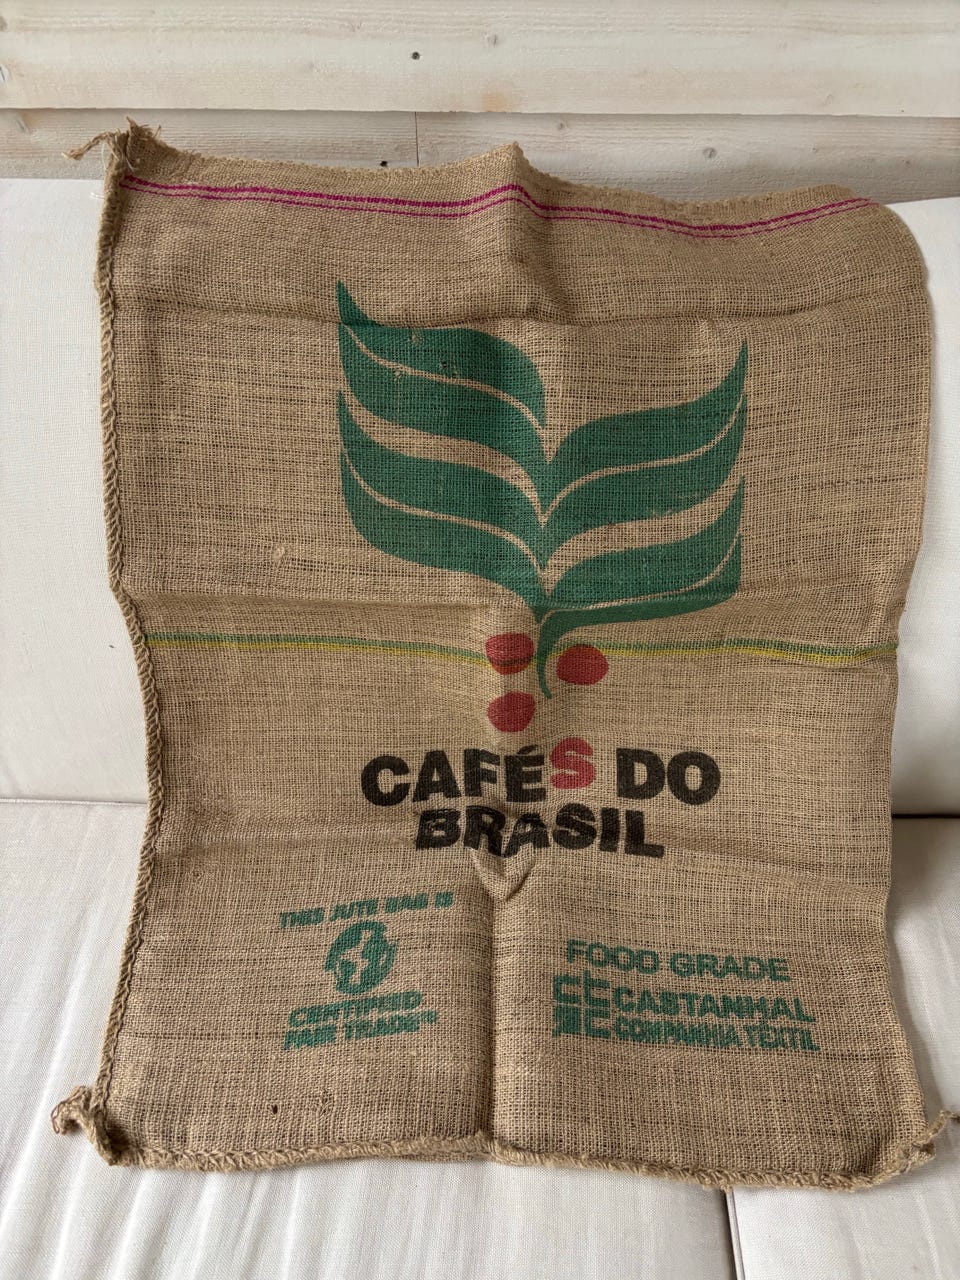 CAFÉS DO
BRASIL
THIS JUTE BAG IS
CERTIFIED
FAIR TRADE
FOOD GRADE
CASTANHAL
COMPANHIA TÊXTIL